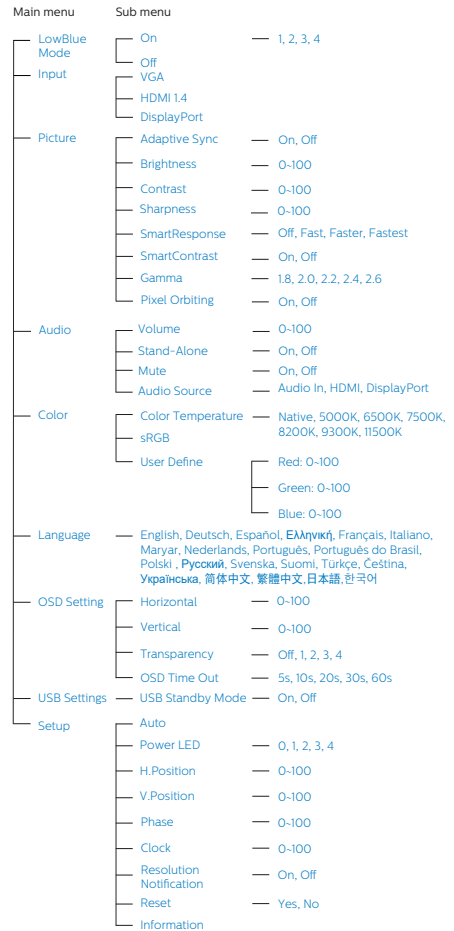 Main menu Sub menu
LowBlue Mode On 1, 2, 3, 4
Off
Input VGA
HDMI 1.4
DisplayPort
Picture Adaptive Sync On, Off
Brightness 0~100
Contrast 0~100
Sharpness 0~100
SmartResponse Off, Fast, Faster, Fastest
SmartContrast On, Off
Gamma 1.8, 2.0, 2.2, 2.4, 2.6
Pixel Orbiting On, Off
Audio Volume 0~100
Stand-Alone On, Off
Mute On, Off
Audio Source Audio In, HDMI, DisplayPort
Color Color Temperature Native, 5000K, 6500K, 7500K,
8200K, 9300K, 11500K
sRGB
User Define Red: 0~100
Green: 0~100
Blue: 0~100
Language English, Deutsch, Español, Ελληνική, Français, Italiano,
Maryar, Nederlands, Português, Português do Brasil,
Polski , Русский, Svenska, Suomi, Türkçe, Čeština,
Українська, 简体中文, 繁體中文,日本語,한국어
OSD Setting Horizontal 0~100
Vertical 0~100
Transparency Off, 1, 2, 3, 4
OSD Time Out 5s, 10s, 20s, 30s, 60s
USB Settings USB Standby Mode On, Off
Setup Auto
Power LED 0, 1, 2, 3, 4
H.Position 0~100
V.Position 0~100
Phase 0~100
Clock 0~100
Resolution
Notification On, Off
Reset Yes, No
Information